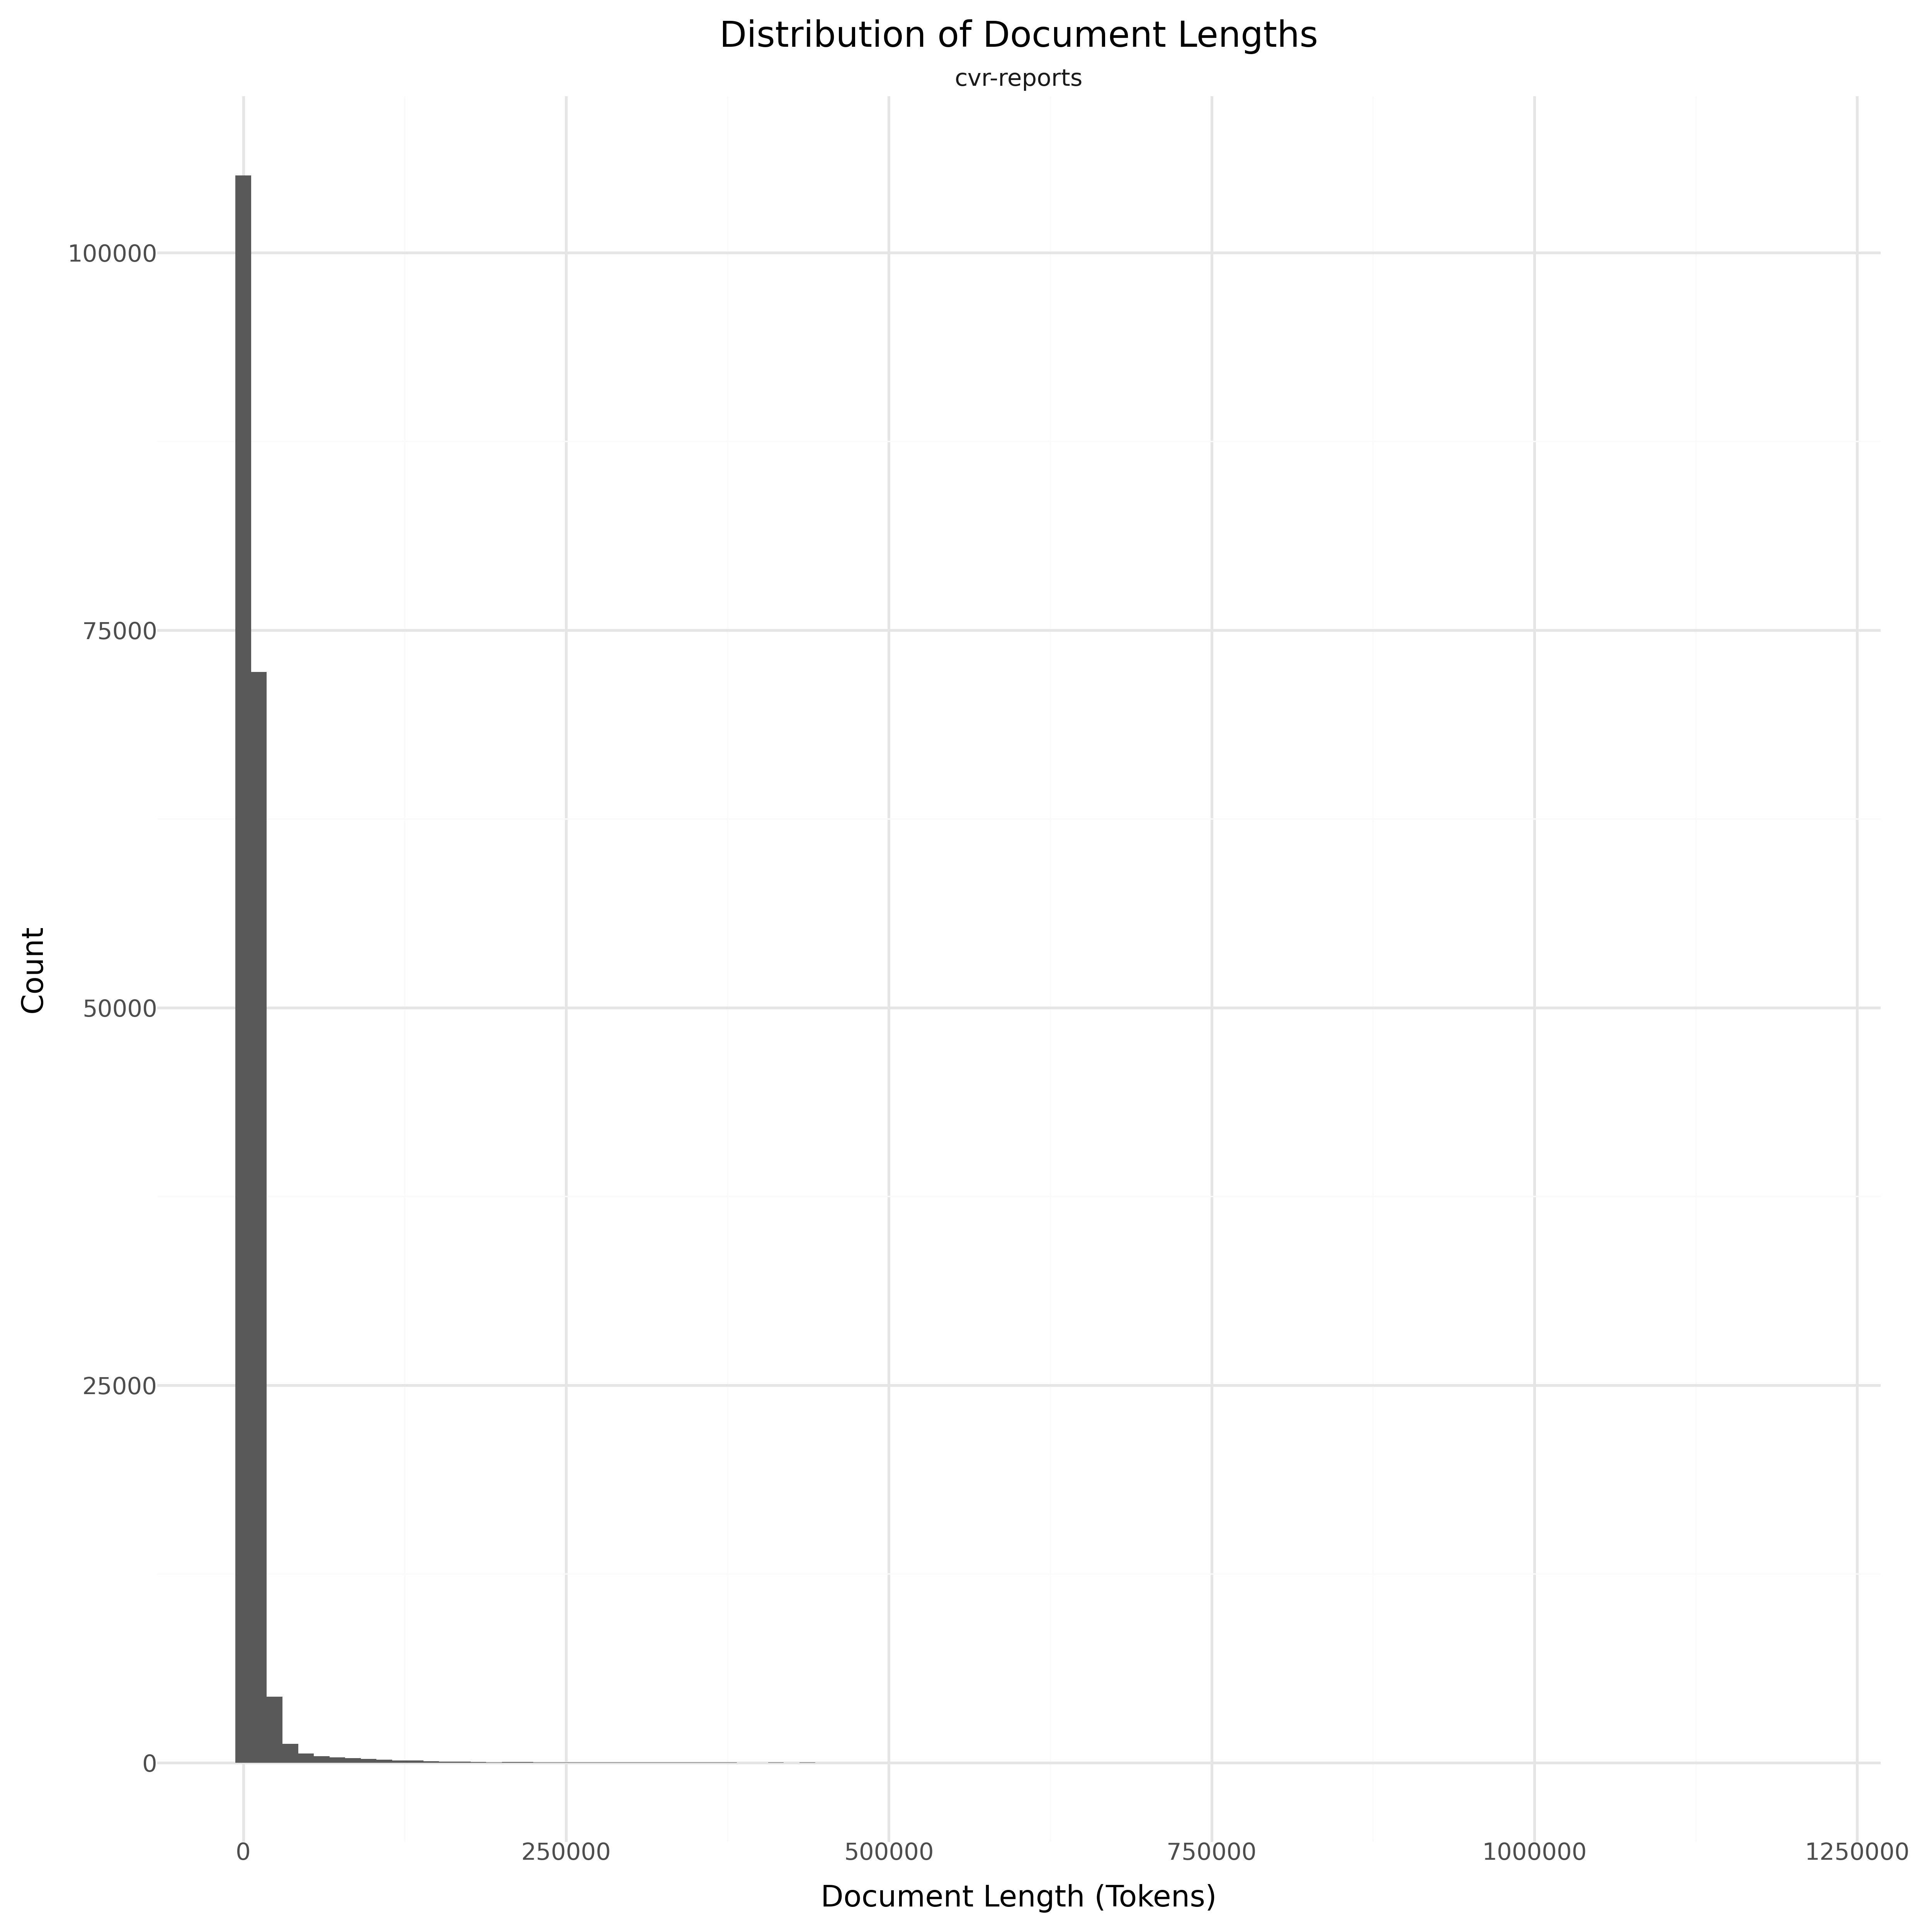 Distribution of Document Lengths
cvr-reports
100000
75000
50000
25000
0
Count
0 250000 500000 750000 1000000 1250000
Document Length (Tokens)